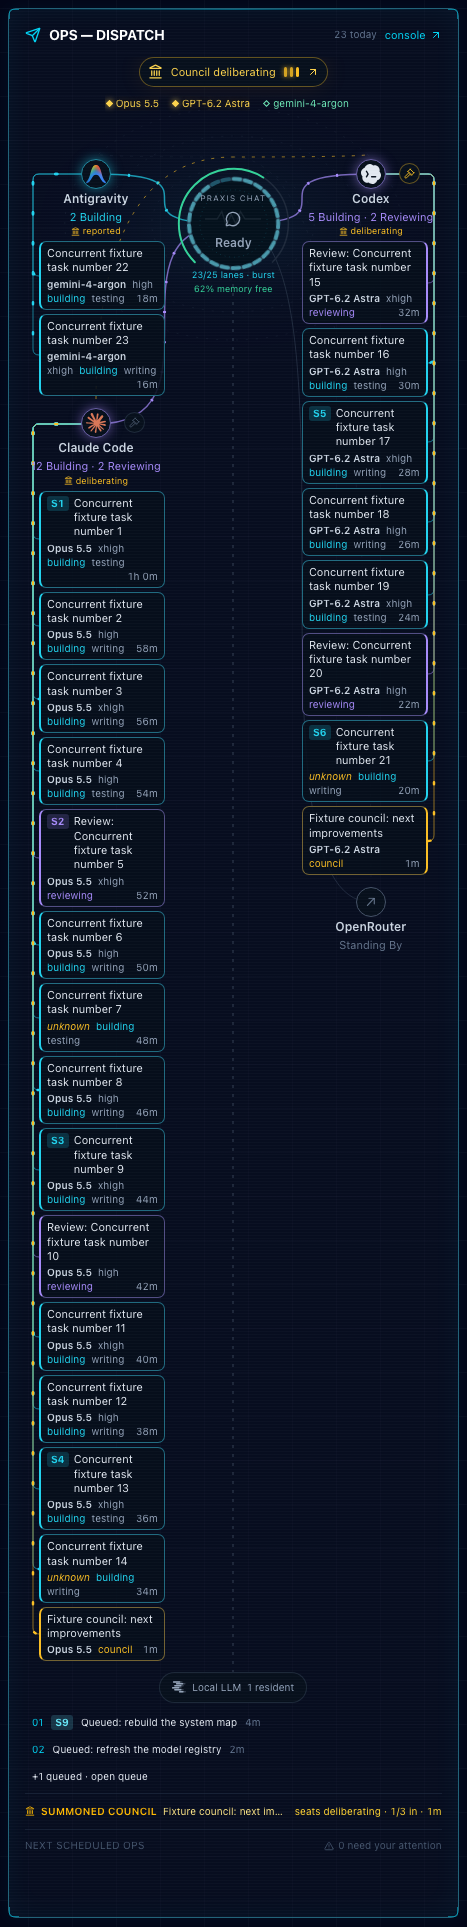 OPS — DISPATCH
23 today console
Council deliberating
Opus 5.5 GPT-6.2 Astra gemini-4-argon
Antigravity
2 Building
reported
Concurrent fixture
task number 22
gemini-4-argon high
building testing 18m
Concurrent fixture
task number 23
gemini-4-argon
xhigh building writing
16m
PRAXIS CHAT
Ready
23/25 lanes · burst
62% memory free
Codex
5 Building · 2 Reviewing
deliberating
Review: Concurrent
fixture task number
15
GPT-6.2 Astra xhigh
reviewing 32m
Concurrent fixture
task number 16
GPT-6.2 Astra high
building testing 30m
S5 Concurrent
fixture task
number 17
GPT-6.2 Astra xhigh
building writing 28m
Concurrent fixture
task number 18
GPT-6.2 Astra high
building writing 26m
Concurrent fixture
task number 19
GPT-6.2 Astra xhigh
building testing 24m
Review: Concurrent
fixture task number
20
GPT-6.2 Astra high
reviewing 22m
S6 Concurrent
fixture task
number 21
unknown building
writing 20m
Fixture council: next
improvements
GPT-6.2 Astra
council 1m
OpenRouter
Standing By
Claude Code
2 Building · 2 Reviewing
deliberating
S1 Concurrent
fixture task
number 1
Opus 5.5 xhigh
building testing
1h 0m
Concurrent fixture
task number 2
Opus 5.5 high
building writing 58m
Concurrent fixture
task number 3
Opus 5.5 xhigh
building writing 56m
Concurrent fixture
task number 4
Opus 5.5 high
building testing 54m
S2 Review:
Concurrent
fixture task
number 5
Opus 5.5 xhigh
reviewing 52m
Concurrent fixture
task number 6
Opus 5.5 high
building writing 50m
Concurrent fixture
task number 7
unknown building
testing 48m
Concurrent fixture
task number 8
Opus 5.5 high
building writing 46m
S3 Concurrent
fixture task
number 9
Opus 5.5 xhigh
building writing 44m
Review: Concurrent
fixture task number
10
Opus 5.5 high
reviewing 42m
Concurrent fixture
task number 11
Opus 5.5 xhigh
building writing 40m
Concurrent fixture
task number 12
Opus 5.5 high
building writing 38m
S4 Concurrent
fixture task
number 13
Opus 5.5 xhigh
building testing 36m
Concurrent fixture
task number 14
unknown building
writing 34m
Fixture council: next
improvements
Opus 5.5 council 1m
Local LLM 1 resident
01 S9 Queued: rebuild the system map 4m
02 Queued: refresh the model registry 2m
+1 queued · open queue
SUMMONED COUNCIL Fixture council: next im... seats deliberating · 1/3 in · 1m
NEXT SCHEDULED OPS 0 need your attention